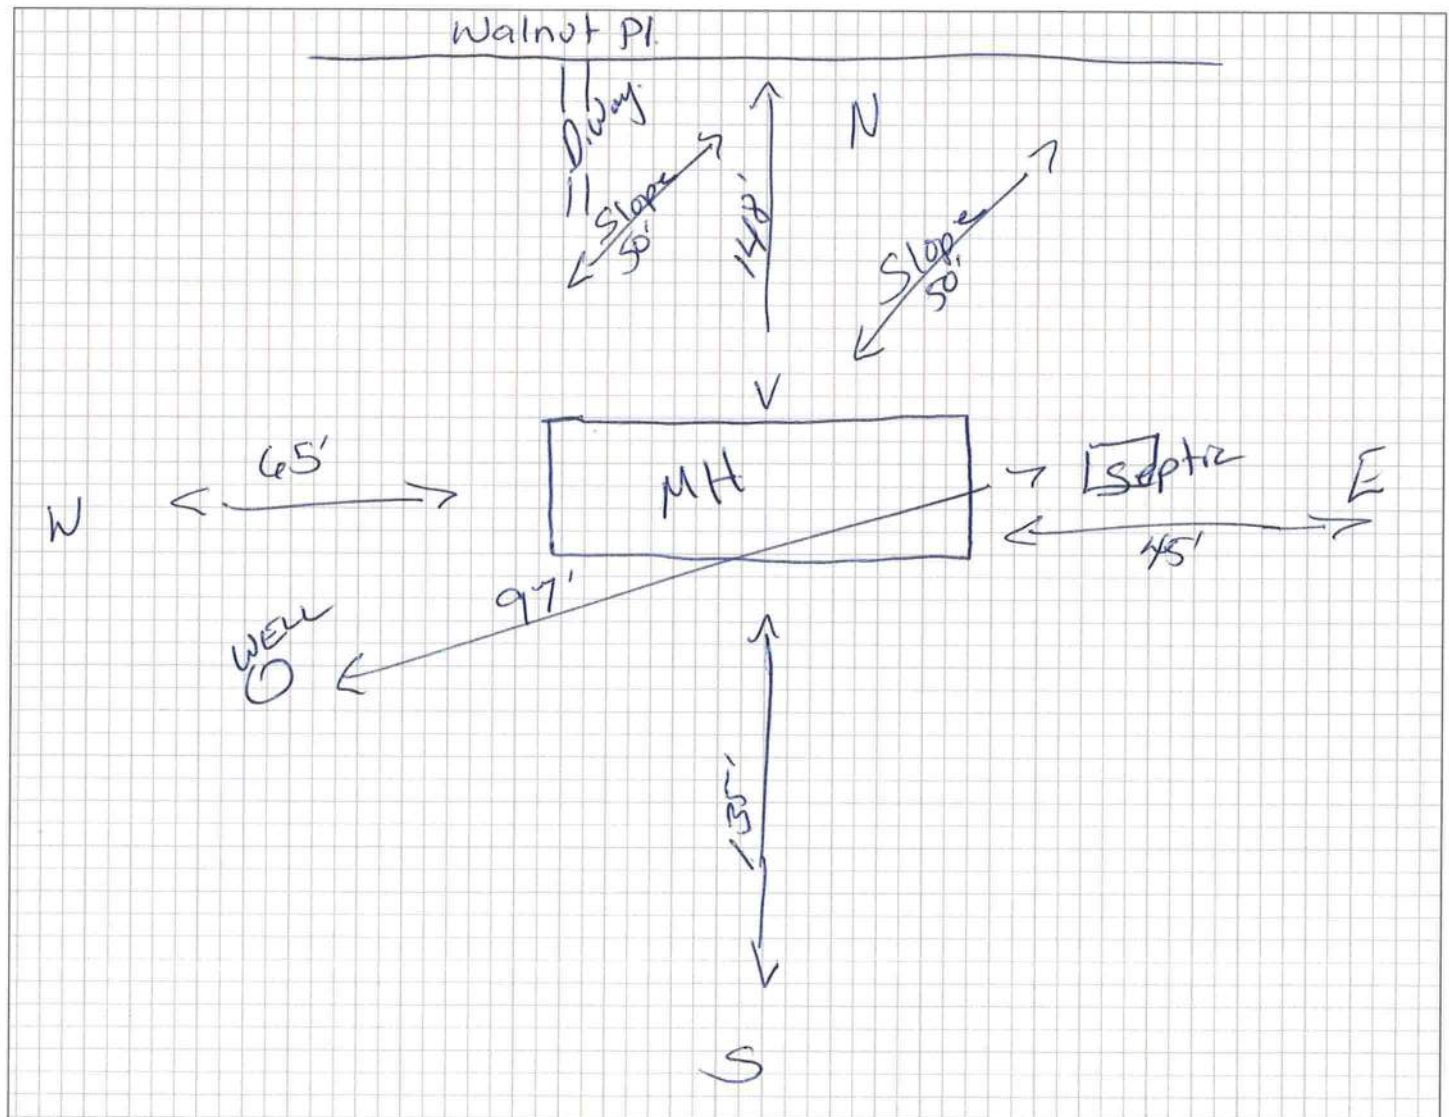 Walnut Pl.
D.Way
N
Slope
50'
148'
Slope
50'
65'
MH
Septic
E
W
45'
97'
WELL
135'
S